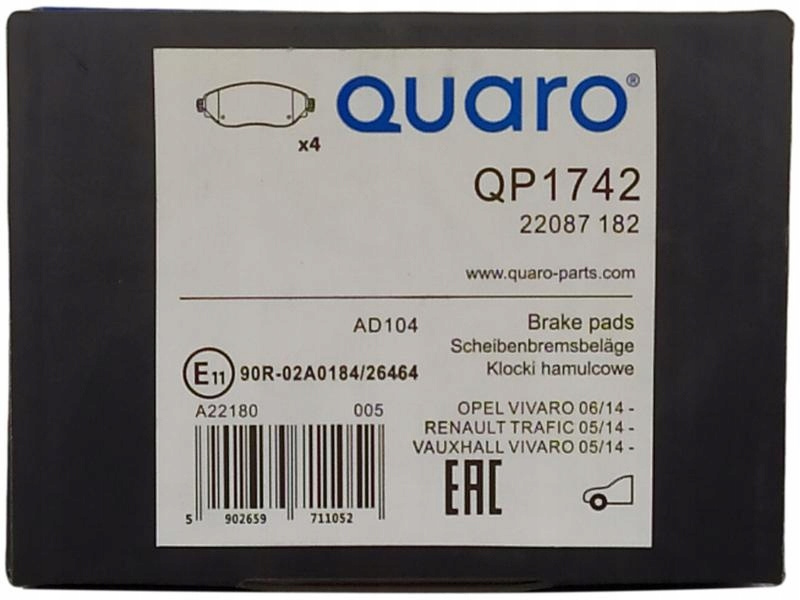 x4
QUARO®
QP1742
22087 182
www.quaro-parts.com
AD104
Brake pads
Scheibenbremsbeläge
Klocki hamulcowe
E11 90R-02A0184/26464
A22180 005
OPEL VIVARO 06/14 -
RENAULT TRAFIC 05/14 -
VAUXHALL VIVARO 05/14 -
EAC
5 902659 711052